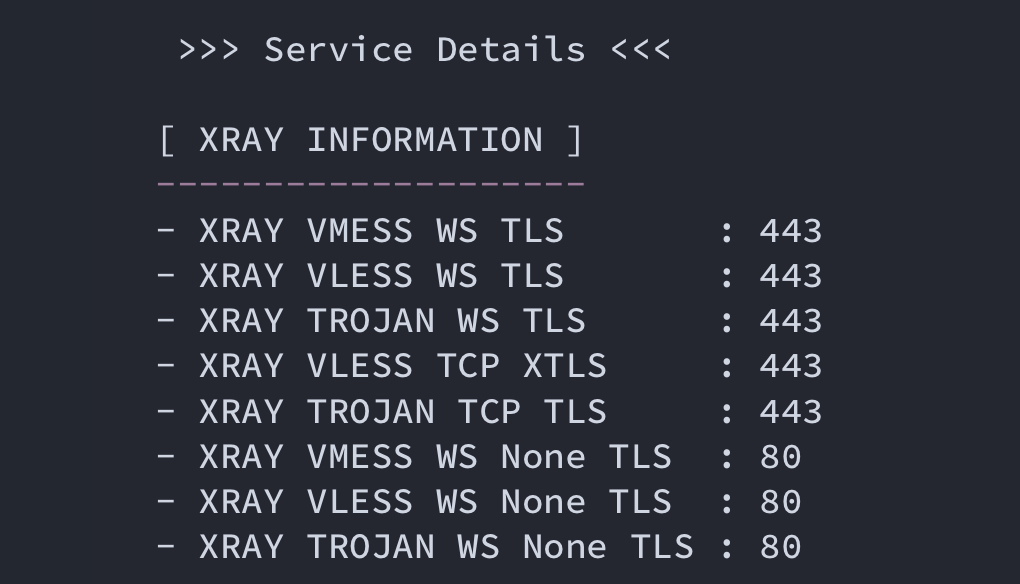 >>> Service Details <<<
[ XRAY INFORMATION ]
--------------------
- XRAY VMESS WS TLS : 443
- XRAY VLESS WS TLS : 443
- XRAY TROJAN WS TLS : 443
- XRAY VLESS TCP XTLS : 443
- XRAY TROJAN TCP TLS : 443
- XRAY VMESS WS None TLS : 80
- XRAY VLESS WS None TLS : 80
- XRAY TROJAN WS None TLS : 80